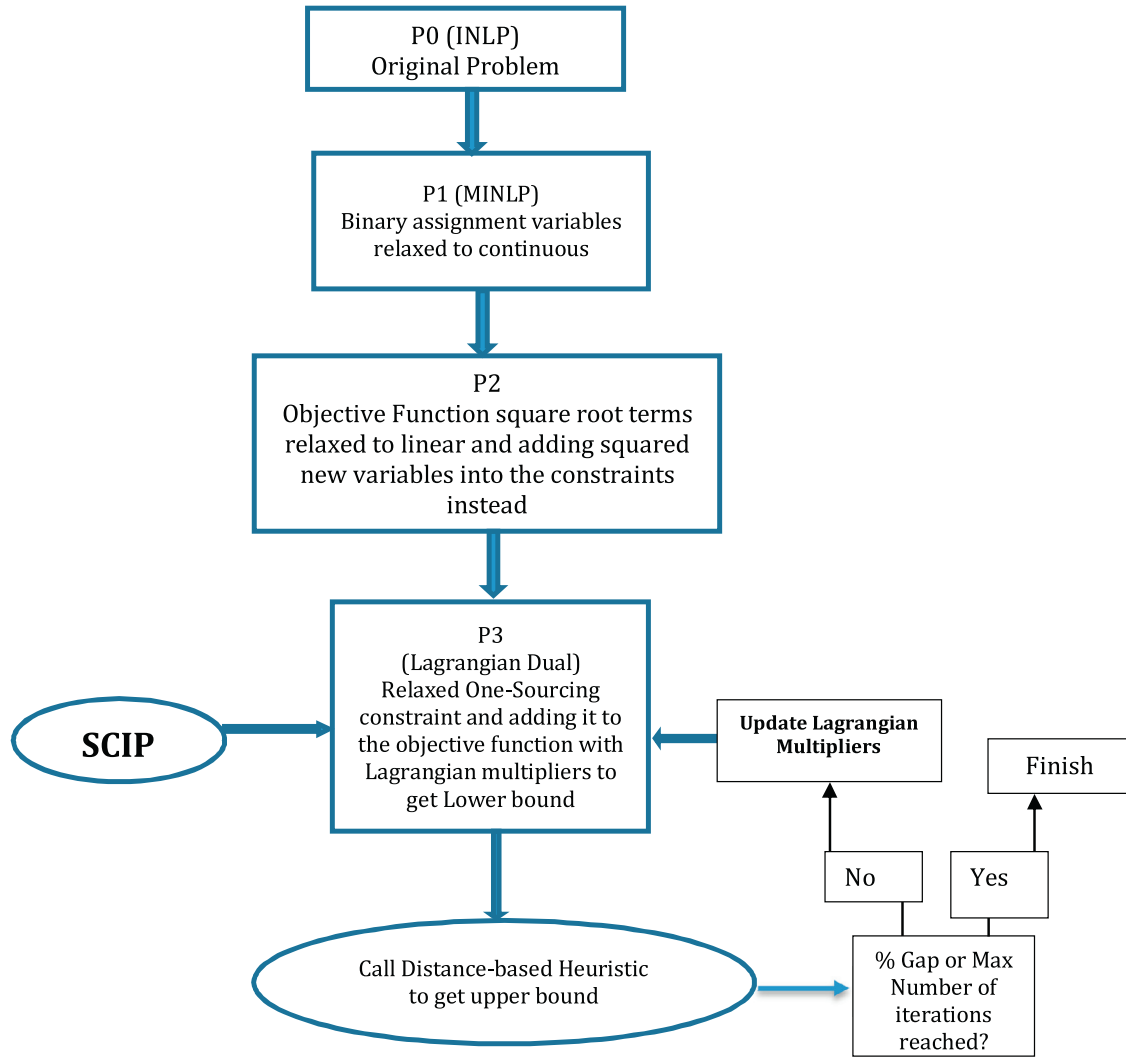 P0 (INLP)
Original Problem
P1 (MINLP)
Binary assignment variables
relaxed to continuous
P2
Objective Function square root terms
relaxed to linear and adding squared
new variables into the constraints
instead
P3
(Lagrangian Dual)
Relaxed One-Sourcing
constraint and adding it to
the objective function with
Lagrangian multipliers to
get Lower bound
SCIP
Update Lagrangian
Multipliers
Finish
No
Yes
Call Distance-based Heuristic
to get upper bound
% Gap or Max
Number of
iterations
reached?